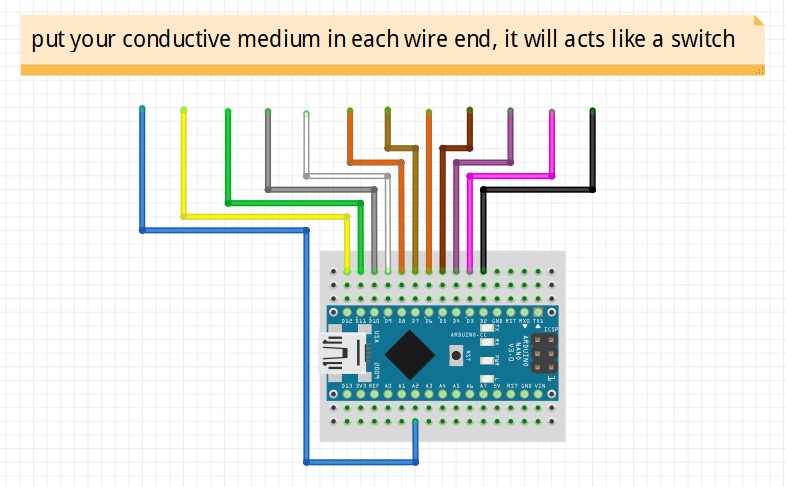 put your conductive medium in each wire end, it will acts like a switch
D12 D11 D10 D9 D8 D7 D6 D5 D4 D3 D2 GND RST RX0 TX1
TX
RX
PWR
L
ARDUINO.CC
RST
USA
2009
ARDUINO
NANO
V3.0
ICSP
1
D13 3V3 REF A0 A1 A2 A3 A4 A5 A6 A7 5V RST GND VIN